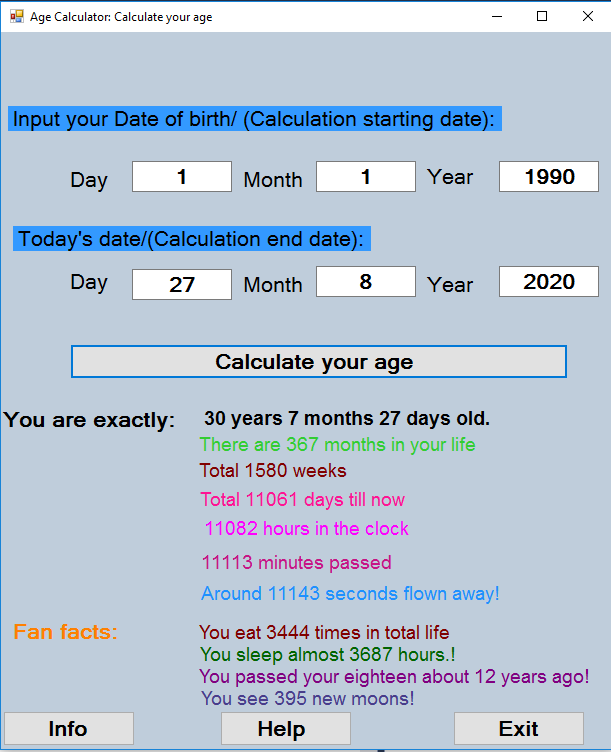 Age Calculator: Calculate your age
Input your Date of birth/ (Calculation starting date):
Day 1 Month 1 Year 1990
Today's date/(Calculation end date):
Day 27 Month 8 Year 2020
Calculate your age
You are exactly: 30 years 7 months 27 days old.
There are 367 months in your life
Total 1580 weeks
Total 11061 days till now
11082 hours in the clock
11113 minutes passed
Around 11143 seconds flown away!
Fan facts: You eat 3444 times in total life
You sleep almost 3687 hours.!
You passed your eighteen about 12 years ago!
You see 395 new moons!
Info Help Exit